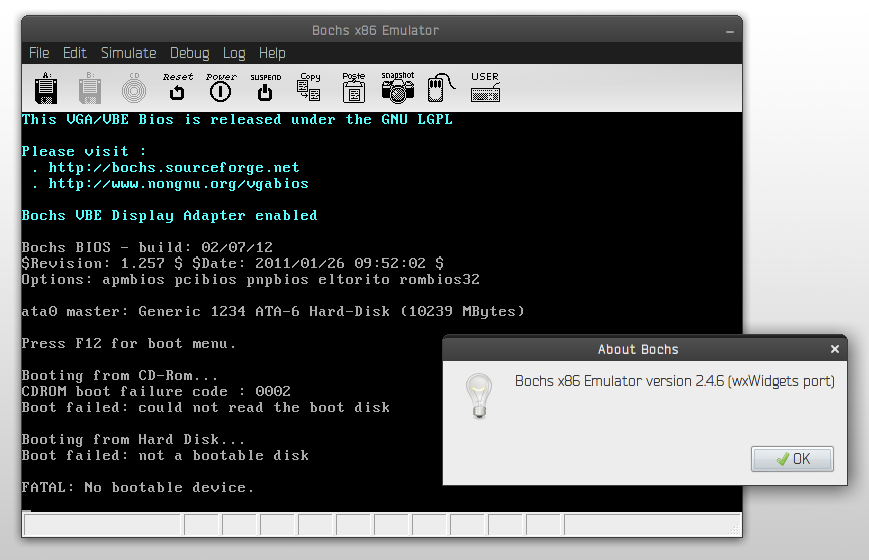 Bochs x86 Emulator
File Edit Simulate Debug Log Help
A: B: CD Reset Power SUSPEND Copy Paste snapshot USER
This VGA/VBE Bios is released under the GNU LGPL
Please visit :
. http://bochs.sourceforge.net
. http://www.nongnu.org/vgabios
Bochs VBE Display Adapter enabled
Bochs BIOS - build: 02/07/12
$Revision: 1.257 $ $Date: 2011/01/26 09:52:02 $
Options: apmbios pcibios pnpbios eltorito rombios32
ata0 master: Generic 1234 ATA-6 Hard-Disk (10239 MBytes)
Press F12 for boot menu.
Booting from CD-Rom...
CDROM boot failure code : 0002
Boot failed: could not read the boot disk
Booting from Hard Disk...
Boot failed: not a bootable disk
FATAL: No bootable device.
About Bochs
Bochs x86 Emulator version 2.4.6 (wxWidgets port)
OK